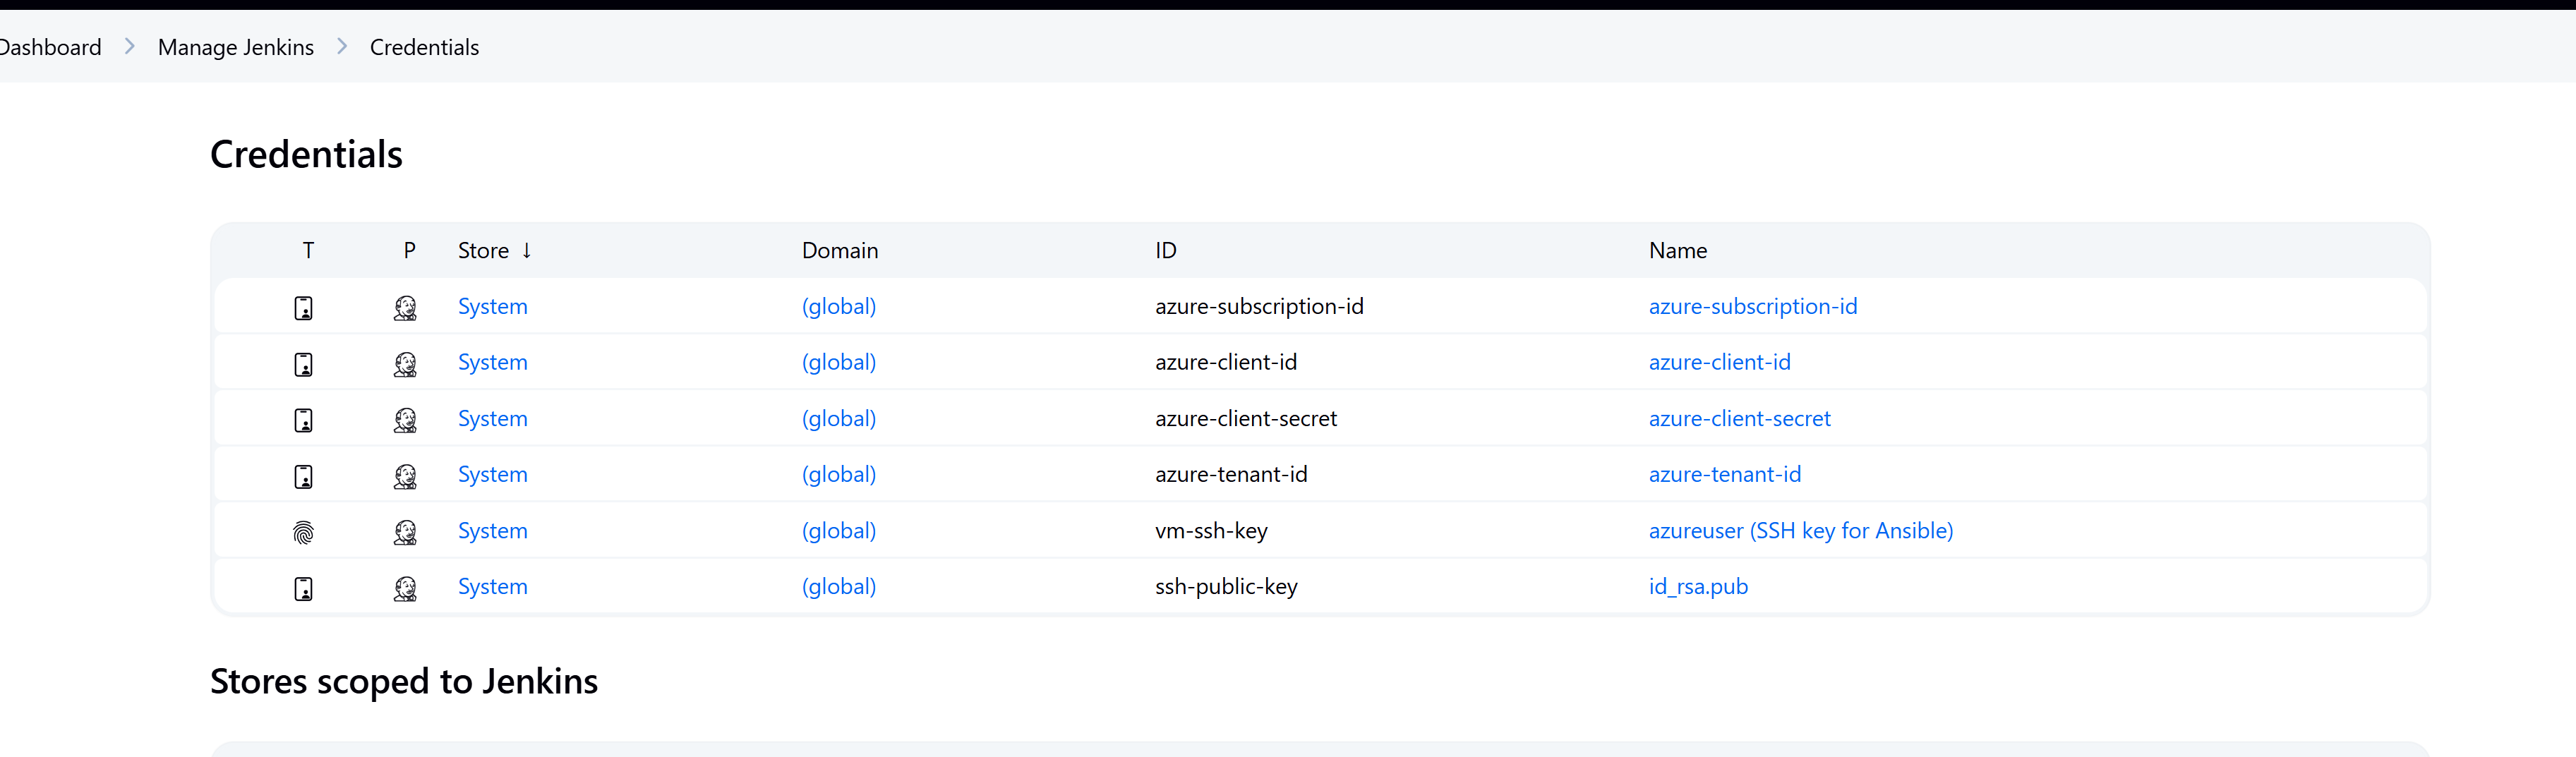 Dashboard > Manage Jenkins > Credentials
Credentials
T P Store ↓ Domain ID Name
System (global) azure-subscription-id azure-subscription-id
System (global) azure-client-id azure-client-id
System (global) azure-client-secret azure-client-secret
System (global) azure-tenant-id azure-tenant-id
System (global) vm-ssh-key azureuser (SSH key for Ansible)
System (global) ssh-public-key id_rsa.pub
Stores scoped to Jenkins